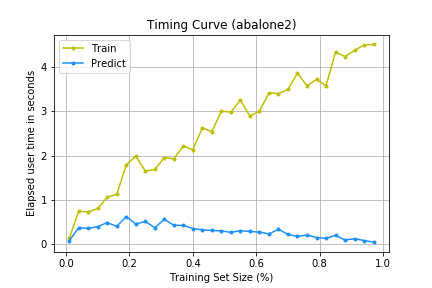 Timing Curve (abalone2)
Train
Predict
Elapsed user time in seconds
4
3
2
1
0
0.0 0.2 0.4 0.6 0.8 1.0
Training Set Size (%)